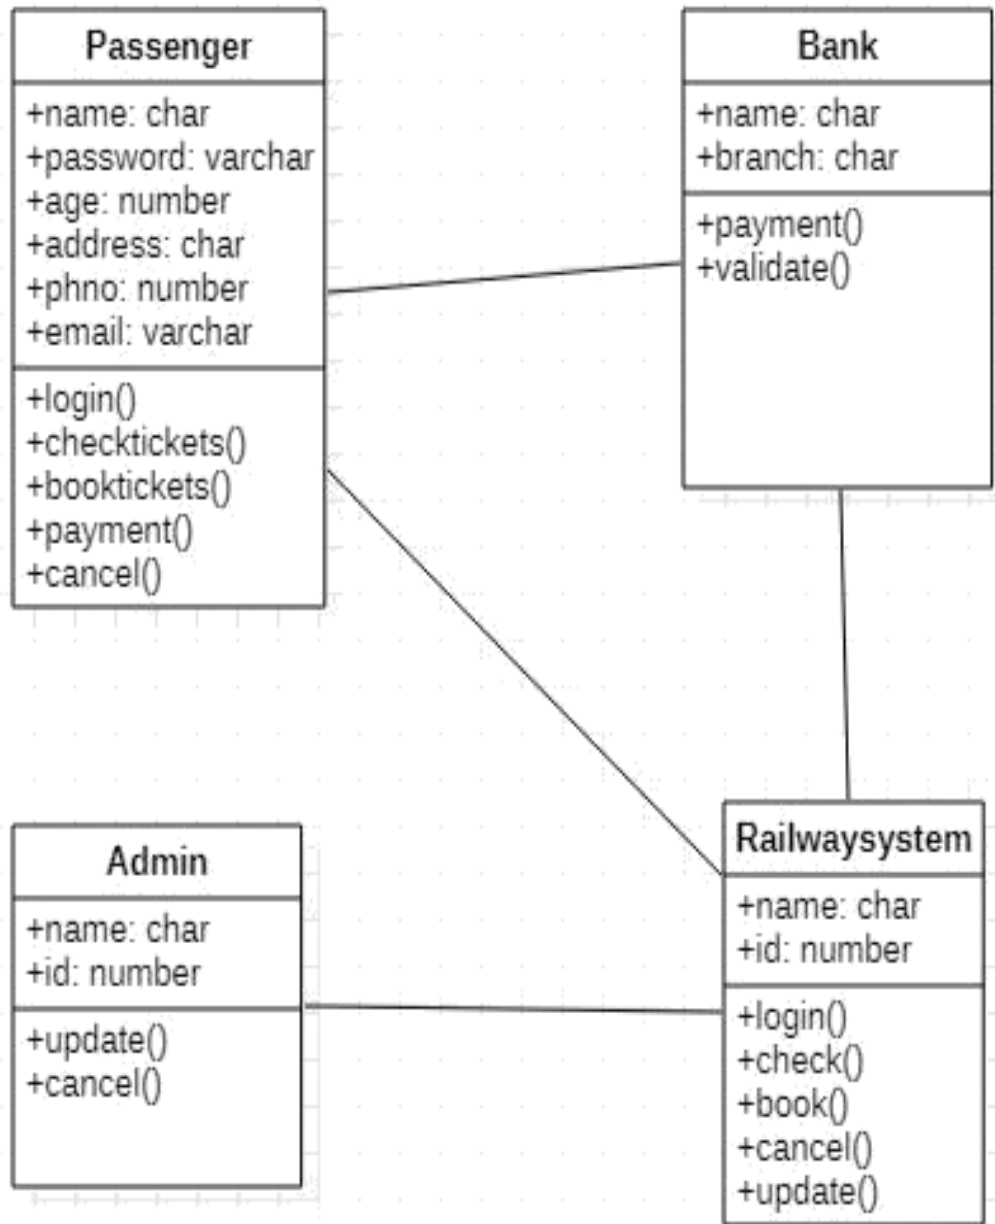 Passenger
+name: char
+password: varchar
+age: number
+address: char
+phno: number
+email: varchar
+login()
+checktickets()
+booktickets()
+payment()
+cancel()
Bank
+name: char
+branch: char
+payment()
+validate()
Admin
+name: char
+id: number
+update()
+cancel()
Railwaysystem
+name: char
+id: number
+login()
+check()
+book()
+cancel()
+update()